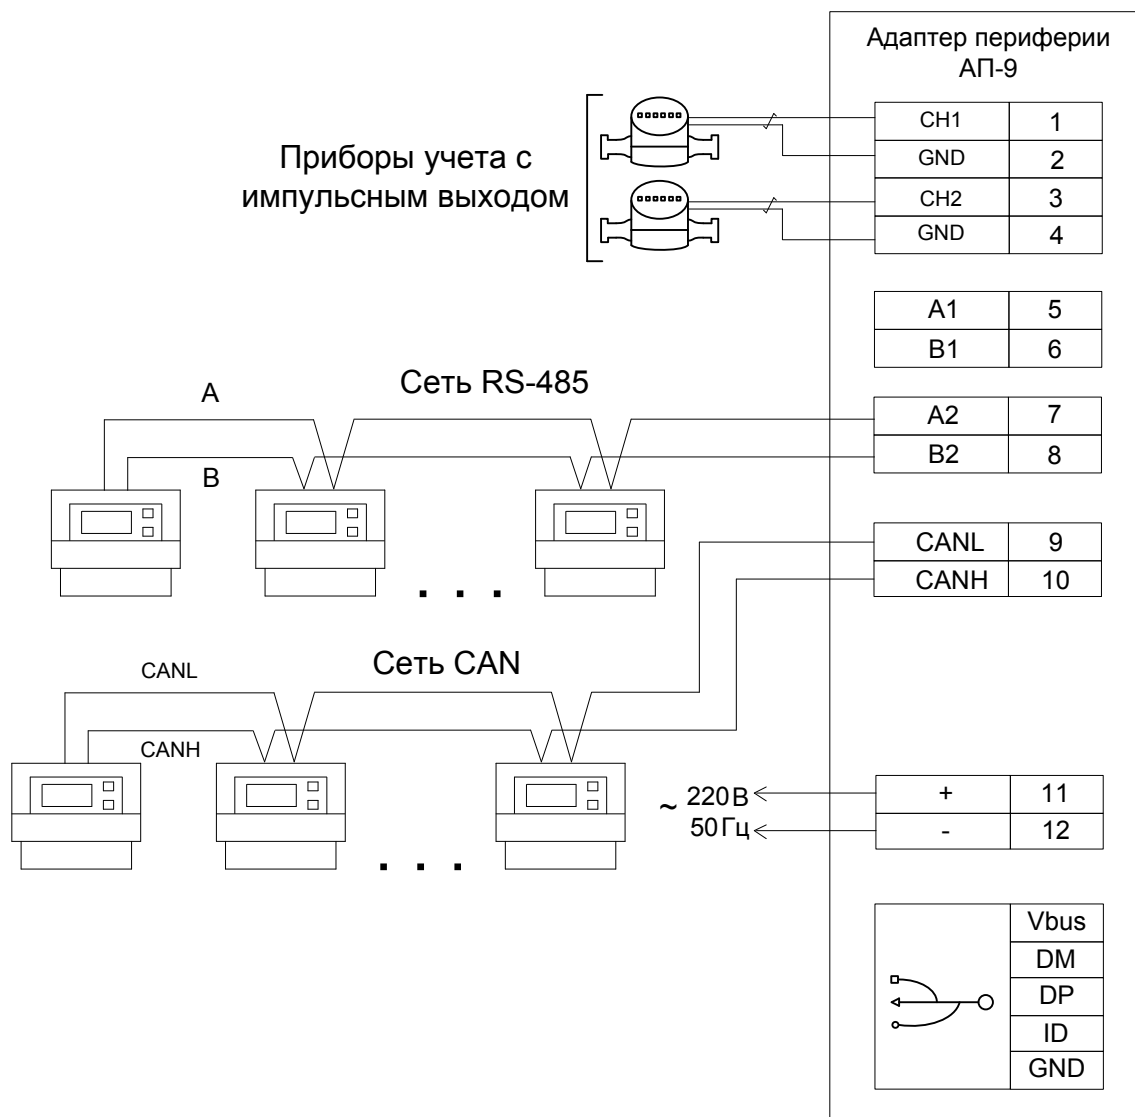 Адаптер периферии
АП-9
Приборы учета с
импульсным выходом
CH1 1
GND 2
CH2 3
GND 4
A1 5
B1 6
Сеть RS-485
A
B
A2 7
B2 8
CANL 9
CANH 10
Сеть CAN
CANL
CANH
. . .
. . .
~ 220В
50Гц
+ 11
- 12
Vbus
DM
DP
ID
GND